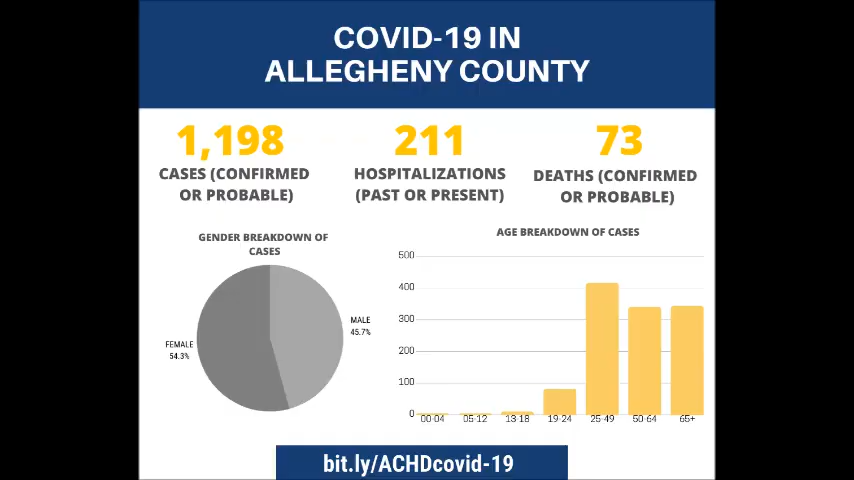 COVID-19 IN
ALLEGHENY COUNTY
1,198
CASES (CONFIRMED
OR PROBABLE)
211
HOSPITALIZATIONS
(PAST OR PRESENT)
73
DEATHS (CONFIRMED
OR PROBABLE)
GENDER BREAKDOWN OF
CASES
MALE
45.7%
FEMALE
54.3%
AGE BREAKDOWN OF CASES
500
400
300
200
100
0
00-04 05-12 13-18 19-24 25-49 50-64 65+
bit.ly/ACHDcovid-19